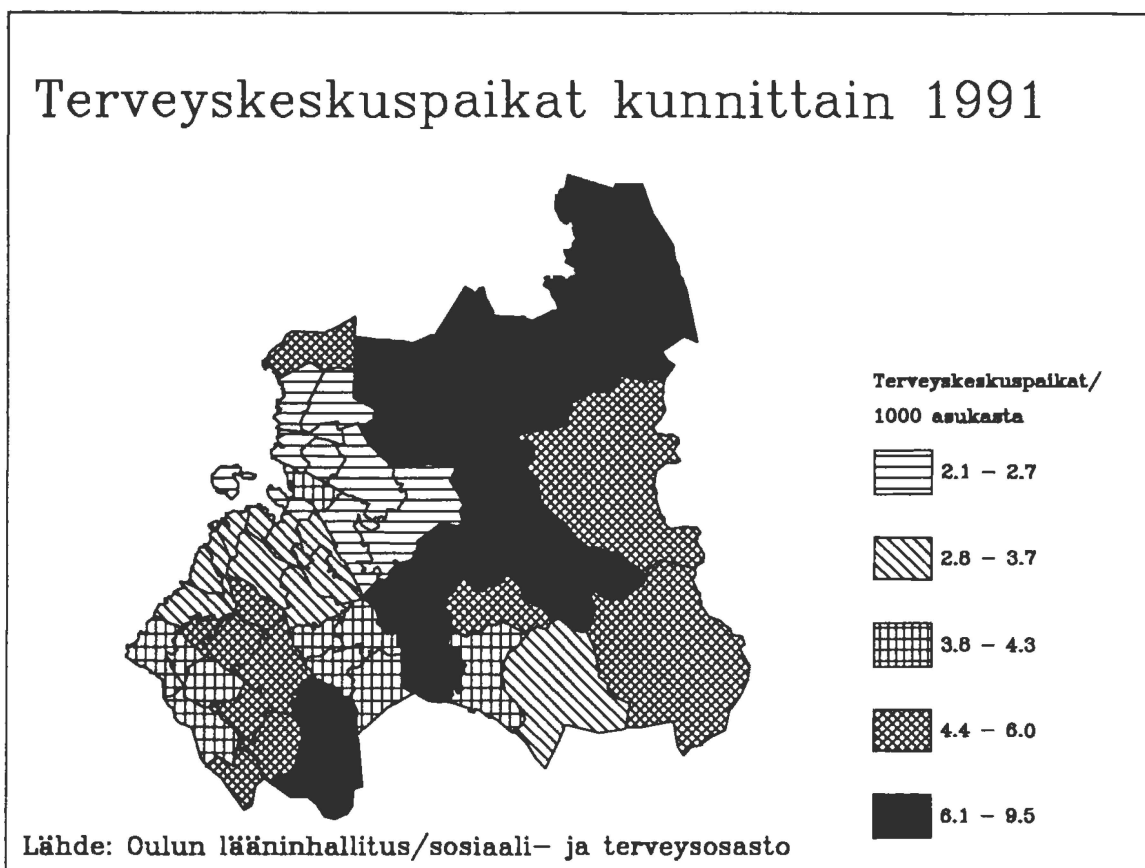 Terveyskeskuspaikat kunnittain 1991
Terveyskeskuspaikat/
1000 asukasta
2.1 – 2.7
2.8 – 3.7
3.8 – 4.3
4.4 – 6.0
6.1 – 9.5
Lähde: Oulun lääninhallitus/sosiaali– ja terveysosasto